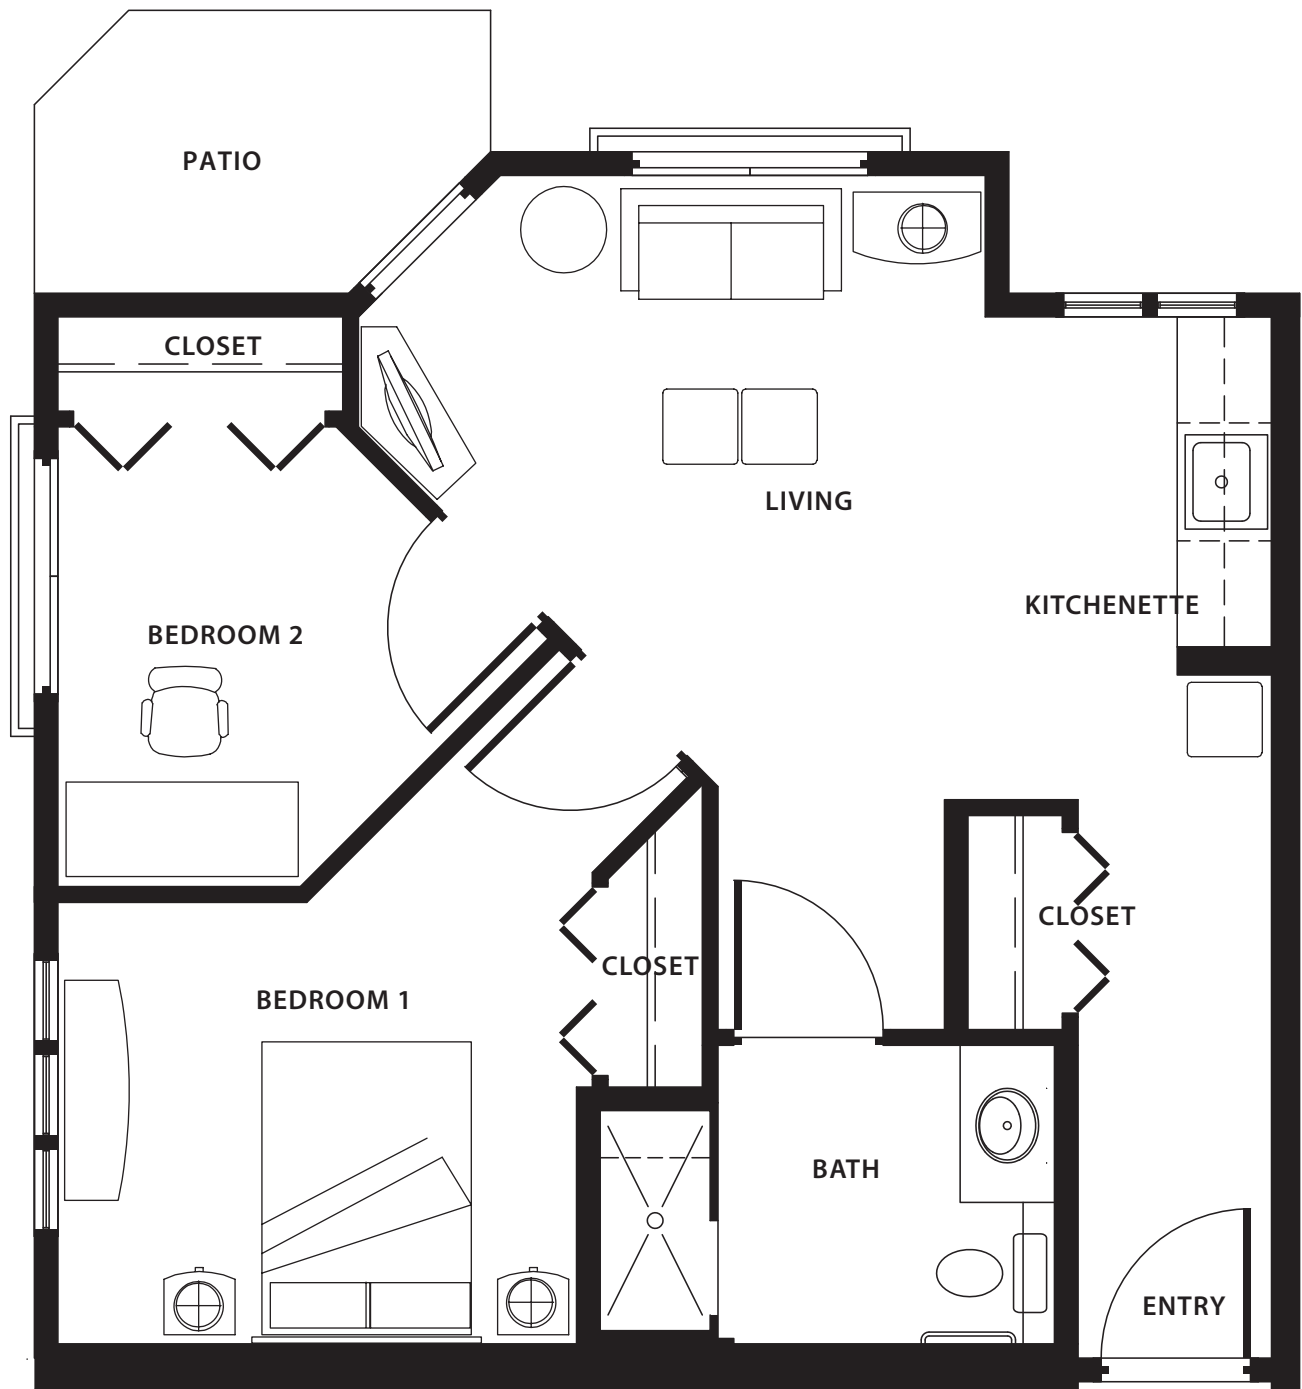 PATIO
CLOSET
LIVING
KITCHENETTE
BEDROOM 2
CLOSET
CLOSET
BEDROOM 1
BATH
ENTRY